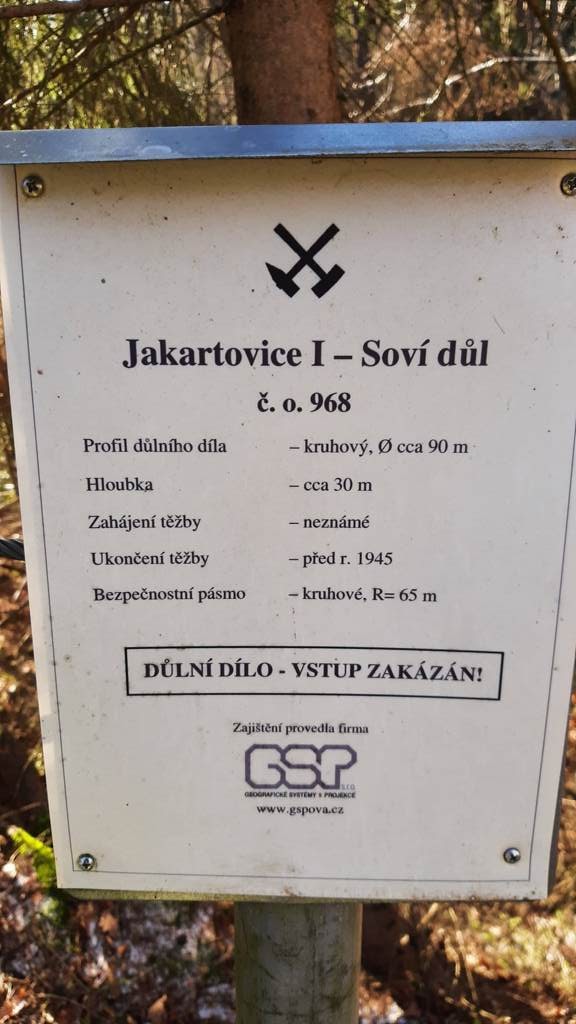 Jakartovice I – Soví důl
č. o. 968
Profil důlního díla – kruhový, Ø cca 90 m
Hloubka – cca 30 m
Zahájení těžby – neznámé
Ukončení těžby – před r. 1945
Bezpečnostní pásmo – kruhové, R= 65 m
DŮLNÍ DÍLO - VSTUP ZAKÁZÁN!
Zajištění provedla firma
GSP s.r.o.
GEOGRAFICKÉ SYSTÉMY A PROJEKCE
www.gspova.cz